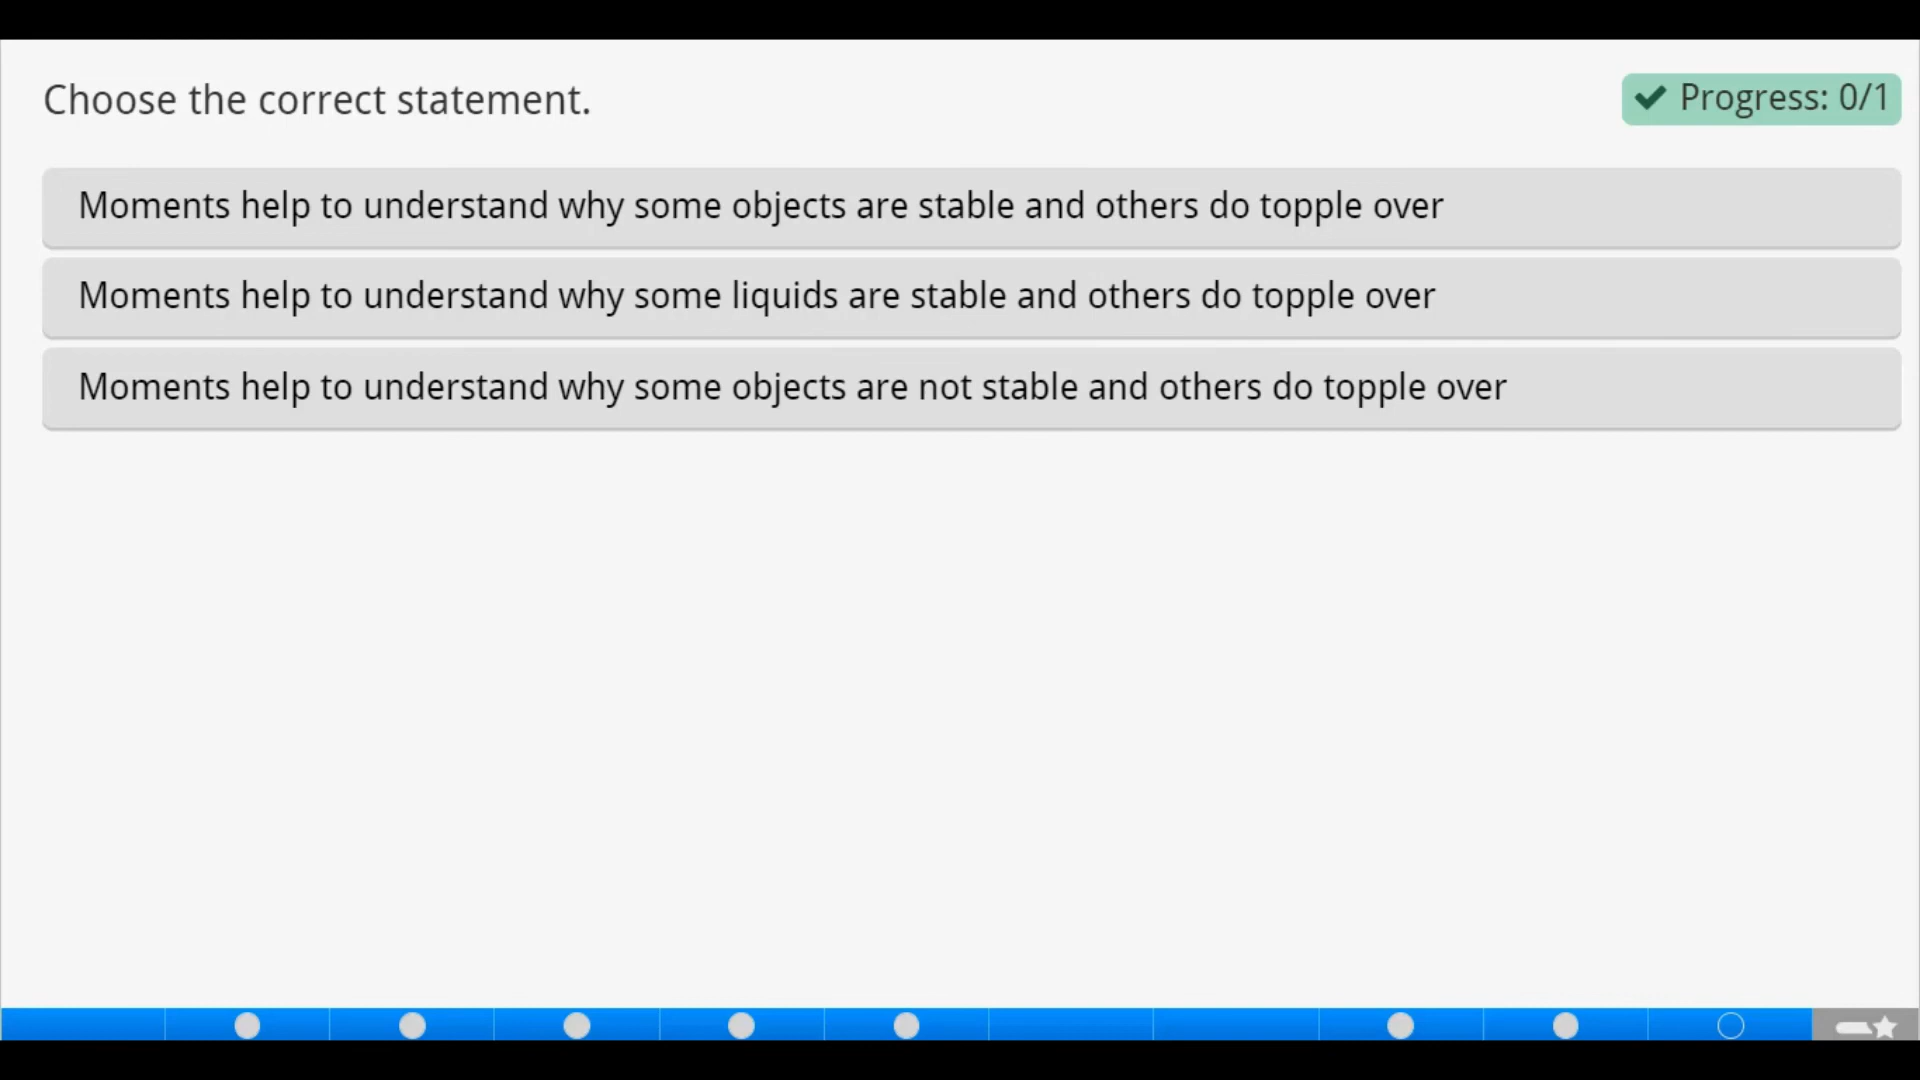 Choose the correct statement.
Progress: 0/1
Moments help to understand why some objects are stable and others do topple over
Moments help to understand why some liquids are stable and others do topple over
Moments help to understand why some objects are not stable and others do topple over